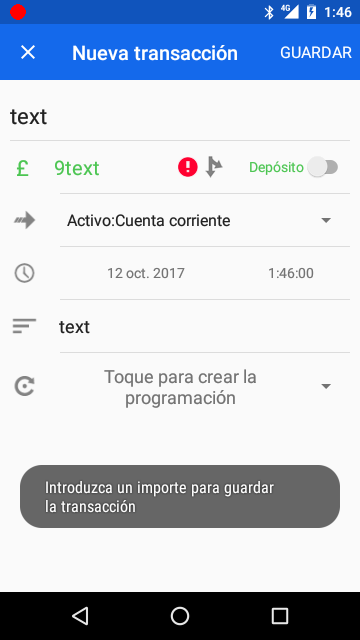 4G 1:46
Nueva transacción GUARDAR
text
£ 9text Depósito
Activo:Cuenta corriente
12 oct. 2017 1:46:00
text
Toque para crear la
programación
Introduzca un importe para guardar
la transacción